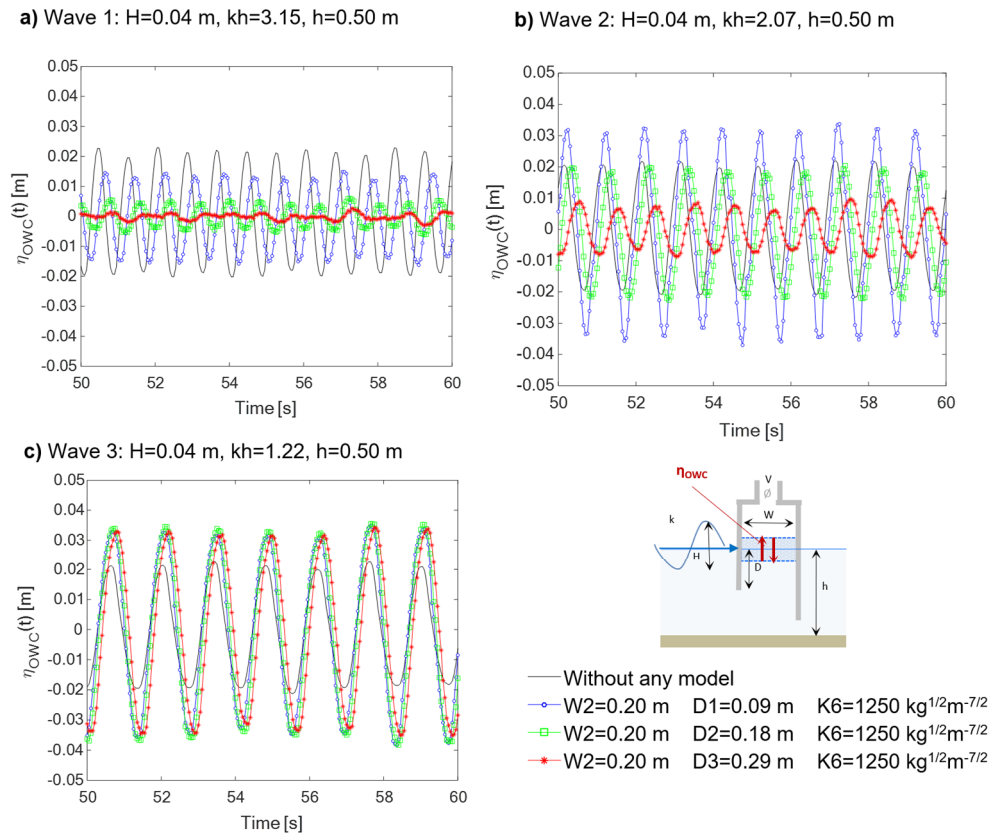 a) Wave 1: H=0.04 m, kh=3.15, h=0.50 m
0.05
0.04
0.03
0.02
0.01
0
-0.01
-0.02
-0.03
-0.04
-0.05
ηOWC(t) [m]
50 52 54 56 58 60
Time [s]
b) Wave 2: H=0.04 m, kh=2.07, h=0.50 m
0.05
0.04
0.03
0.02
0.01
0
-0.01
-0.02
-0.03
-0.04
-0.05
ηOWC(t) [m]
50 52 54 56 58 60
Time [s]
c) Wave 3: H=0.04 m, kh=1.22, h=0.50 m
0.05
0.04
0.03
0.02
0.01
0
-0.01
-0.02
-0.03
-0.04
-0.05
ηOWC(t) [m]
50 52 54 56 58 60
Time [s]
ηOWC
V
Ø
W
k
H
D
h
Without any model
W2=0.20 m D1=0.09 m K6=1250 kg^1/2m^-7/2
W2=0.20 m D2=0.18 m K6=1250 kg^1/2m^-7/2
W2=0.20 m D3=0.29 m K6=1250 kg^1/2m^-7/2